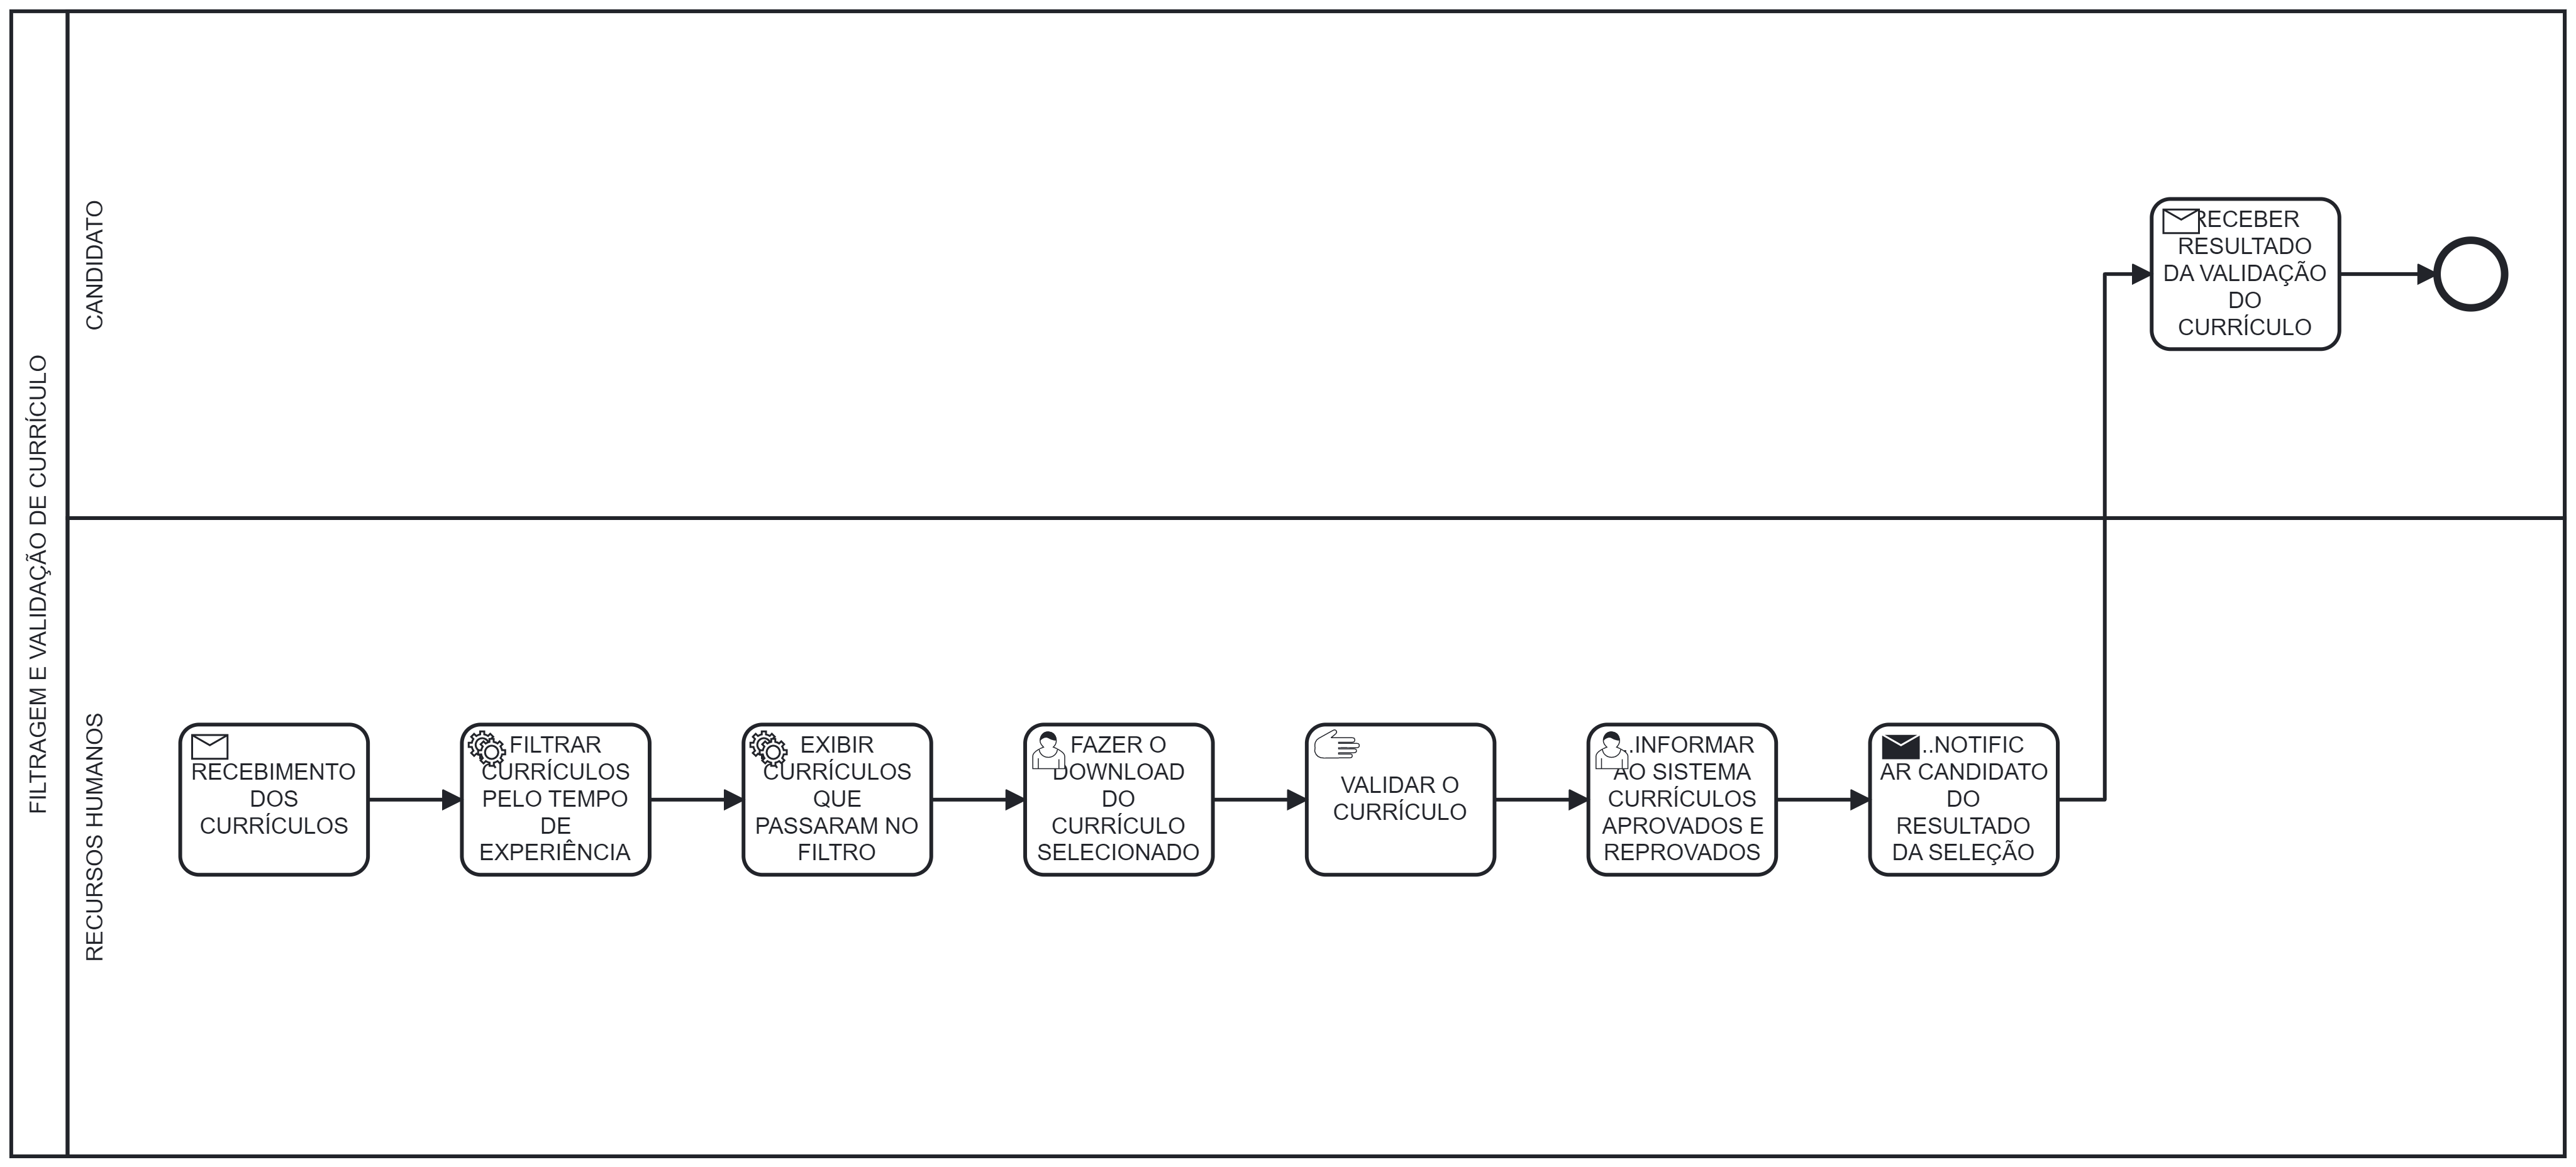 FILTRAGEM E VALIDAÇÃO DE CURRÍCULO
CANDIDATO
RECEBER
RESULTADO
DA VALIDAÇÃO
DO
CURRÍCULO
RECURSOS HUMANOS
RECEBIMENTO
DOS
CURRÍCULOS
FILTRAR
CURRÍCULOS
PELO TEMPO
DE
EXPERIÊNCIA
EXIBIR
CURRÍCULOS
QUE
PASSARAM NO
FILTRO
FAZER O
DOWNLOAD
DO
CURRÍCULO
SELECIONADO
VALIDAR O
CURRÍCULO
..INFORMAR
AO SISTEMA
CURRÍCULOS
APROVADOS E
REPROVADOS
..NOTIFIC
AR CANDIDATO
DO
RESULTADO
DA SELEÇÃO